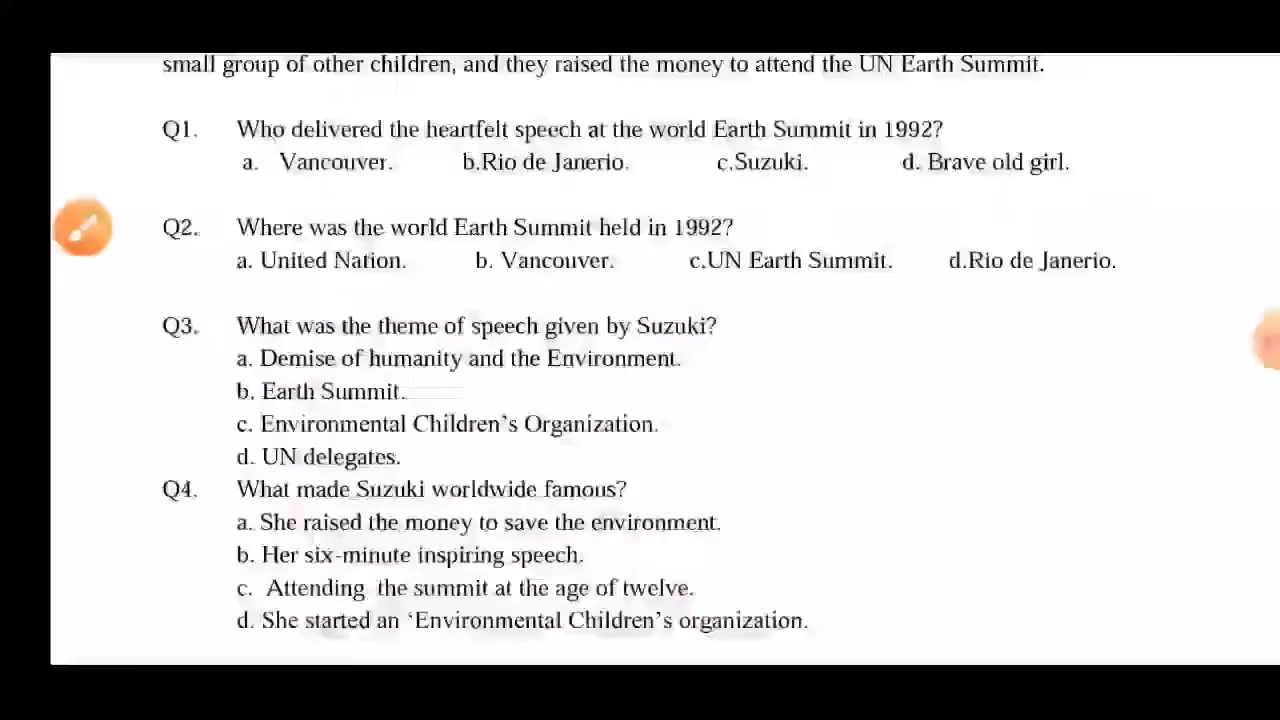 small group of other children, and they raised the money to attend the UN Earth Summit.
Q1. Who delivered the heartfelt speech at the world Earth Summit in 1992?
a. Vancouver. b.Rio de Janerio. c.Suzuki. d. Brave old girl.
Q2. Where was the world Earth Summit held in 1992?
a. United Nation. b. Vancouver. c.UN Earth Summit. d.Rio de Janerio.
Q3. What was the theme of speech given by Suzuki?
a. Demise of humanity and the Environment.
b. Earth Summit.
c. Environmental Children's Organization.
d. UN delegates.
Q4. What made Suzuki worldwide famous?
a. She raised the money to save the environment.
b. Her six-minute inspiring speech.
c. Attending the summit at the age of twelve.
d. She started an ‘Environmental Children’s organization.